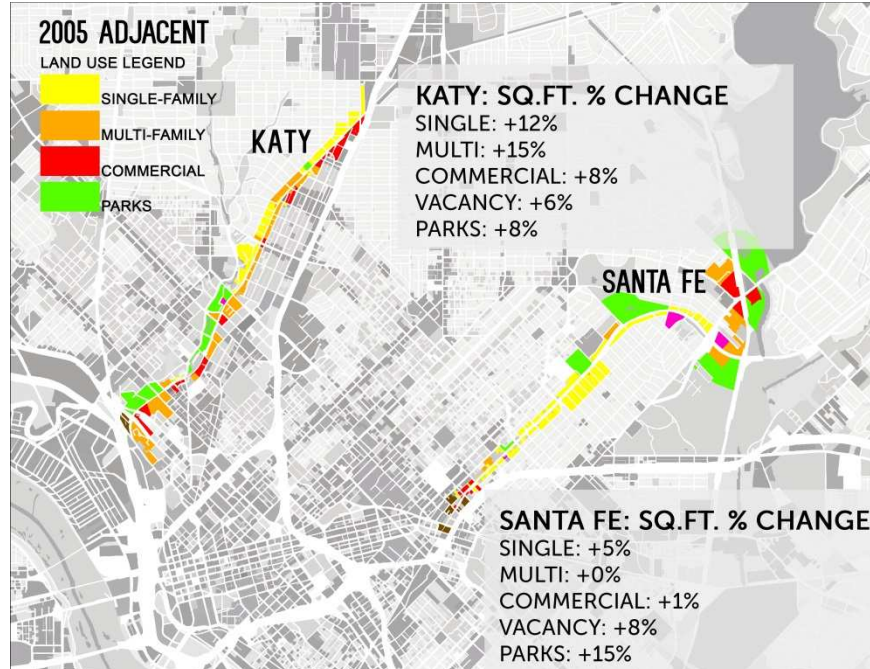 2005 ADJACENT
LAND USE LEGEND
SINGLE-FAMILY
MULTI-FAMILY
COMMERCIAL
PARKS
KATY
KATY: SQ.FT. % CHANGE
SINGLE: +12%
MULTI: +15%
COMMERCIAL: +8%
VACANCY: +6%
PARKS: +8%
SANTA FE
SANTA FE: SQ.FT. % CHANGE
SINGLE: +5%
MULTI: +0%
COMMERCIAL: +1%
VACANCY: +8%
PARKS: +15%